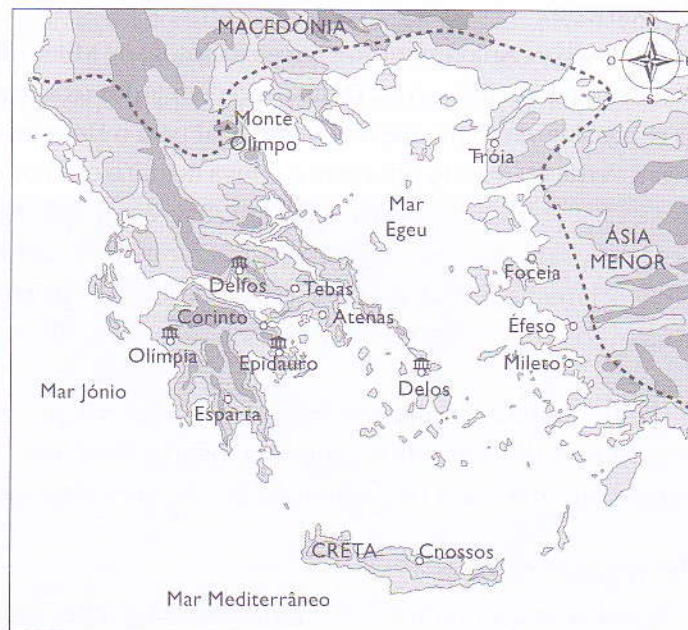 MACEDÓNIA
N
O
S
Monte
Olimpo
Tróia
Mar
Egeu
ÁSIA
MENOR
Foceia
Delfos
Tebas
Corinto
Atenas
Éfeso
Olímpia
Epidauro
Mileto
Delos
Mar Jónio
Esparta
CRETA
Cnossos
Mar Mediterrâneo